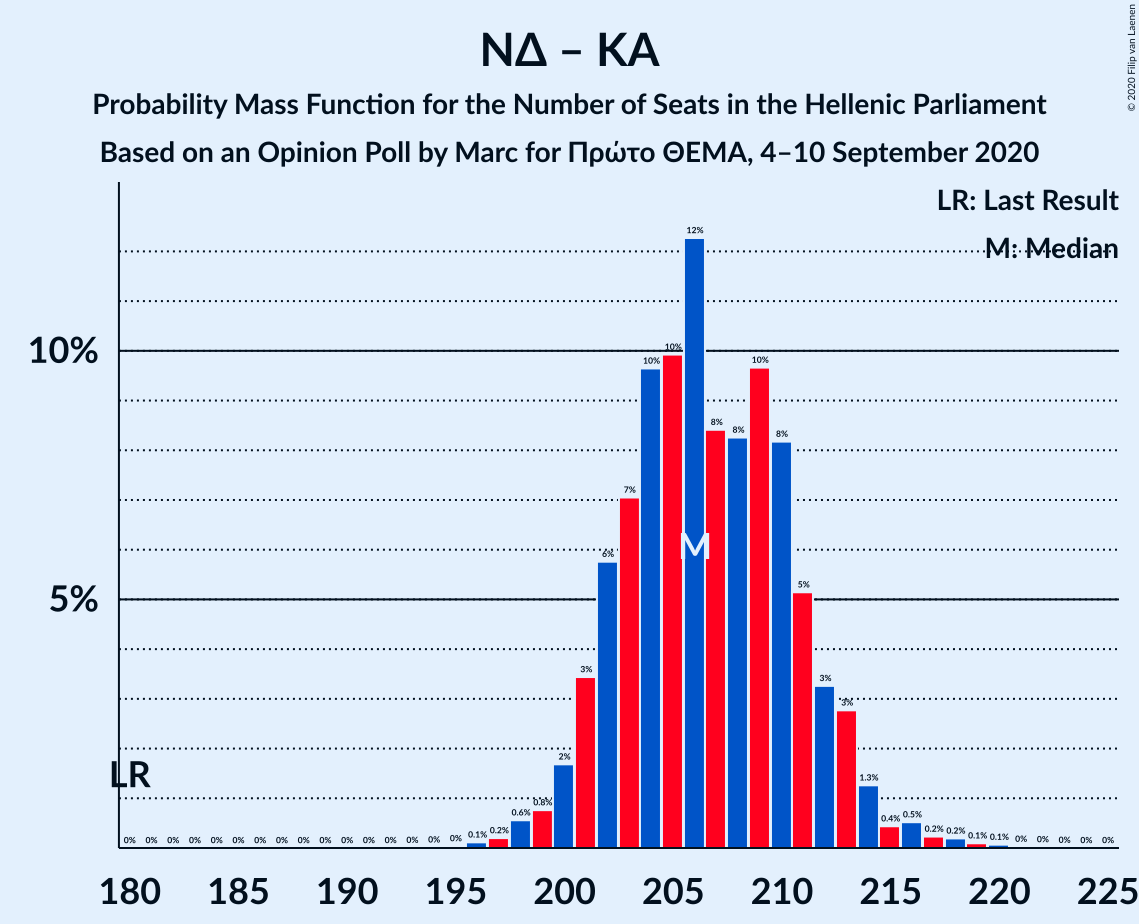 ΝΔ – ΚΑ
Probability Mass Function for the Number of Seats in the Hellenic Parliament
Based on an Opinion Poll by Marc for Πρώτο ΘΕΜΑ, 4–10 September 2020
© 2020 Filip van Laenen
LR: Last Result
M: Median
10%
5%
LR
M
0% 0% 0% 0% 0% 0% 0% 0% 0% 0% 0% 0% 0% 0% 0% 0% 0.1% 0.2% 0.6% 0.8% 2% 3% 6% 7% 10% 10% 12% 8% 8% 10% 8% 5% 3% 3% 1.3% 0.4% 0.5% 0.2% 0.2% 0.1% 0.1% 0% 0% 0% 0% 0%
180 185 190 195 200 205 210 215 220 225